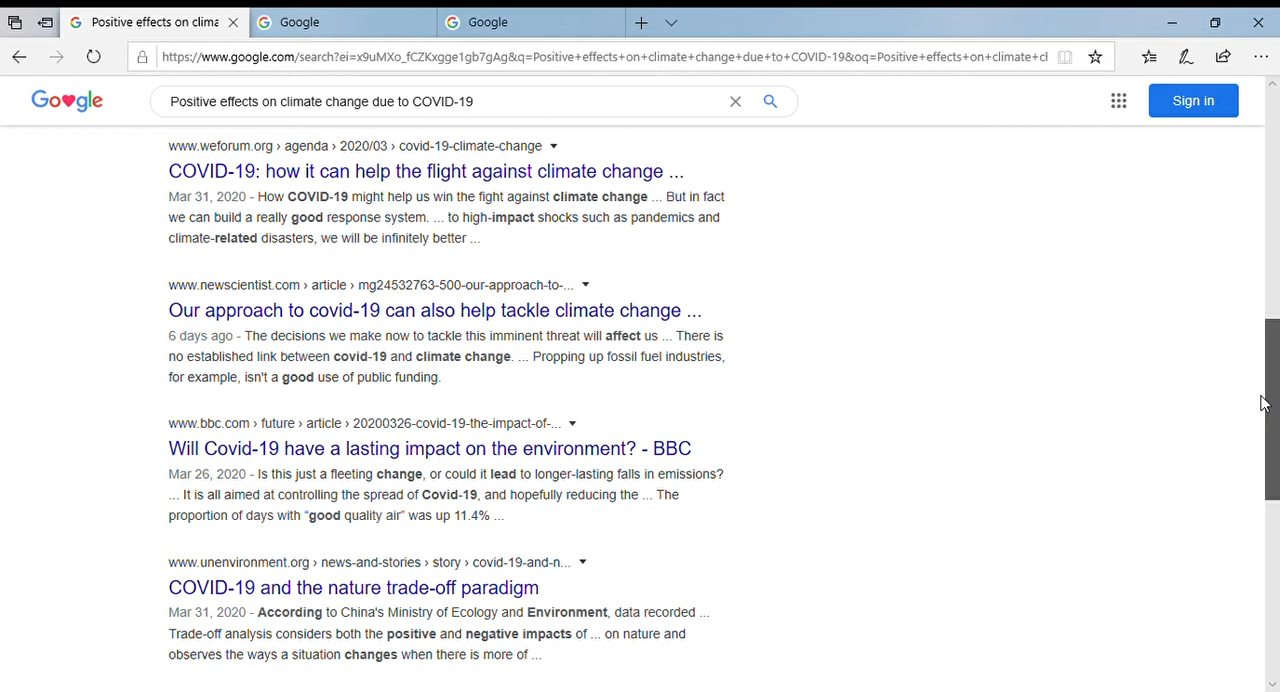 Positive effects on clima
Google
Google
https://www.google.com/search?ei=x9uMXo_fCZKxgge1gb7gAg&q=Positive+effects+on+climate+change+due+to+COVID-19&oq=Positive+effects+on+climate+cl
Google
Positive effects on climate change due to COVID-19
Sign in
www.weforum.org › agenda › 2020/03 › covid-19-climate-change
COVID-19: how it can help the flight against climate change ...
Mar 31, 2020 - How COVID-19 might help us win the fight against climate change ... But in fact
we can build a really good response system. ... to high-impact shocks such as pandemics and
climate-related disasters, we will be infinitely better ...
www.newscientist.com › article › mg24532763-500-our-approach-to-...
Our approach to covid-19 can also help tackle climate change ...
6 days ago - The decisions we make now to tackle this imminent threat will affect us ... There is
no established link between covid-19 and climate change. ... Propping up fossil fuel industries,
for example, isn't a good use of public funding.
www.bbc.com › future › article › 20200326-covid-19-the-impact-of-...
Will Covid-19 have a lasting impact on the environment? - BBC
Mar 26, 2020 - Is this just a fleeting change, or could it lead to longer-lasting falls in emissions?
... It is all aimed at controlling the spread of Covid-19, and hopefully reducing the ... The
proportion of days with “good quality air” was up 11.4% ...
www.unenvironment.org › news-and-stories › story › covid-19-and-n...
COVID-19 and the nature trade-off paradigm
Mar 31, 2020 - According to China's Ministry of Ecology and Environment, data recorded ...
Trade-off analysis considers both the positive and negative impacts of ... on nature and
observes the ways a situation changes when there is more of ...